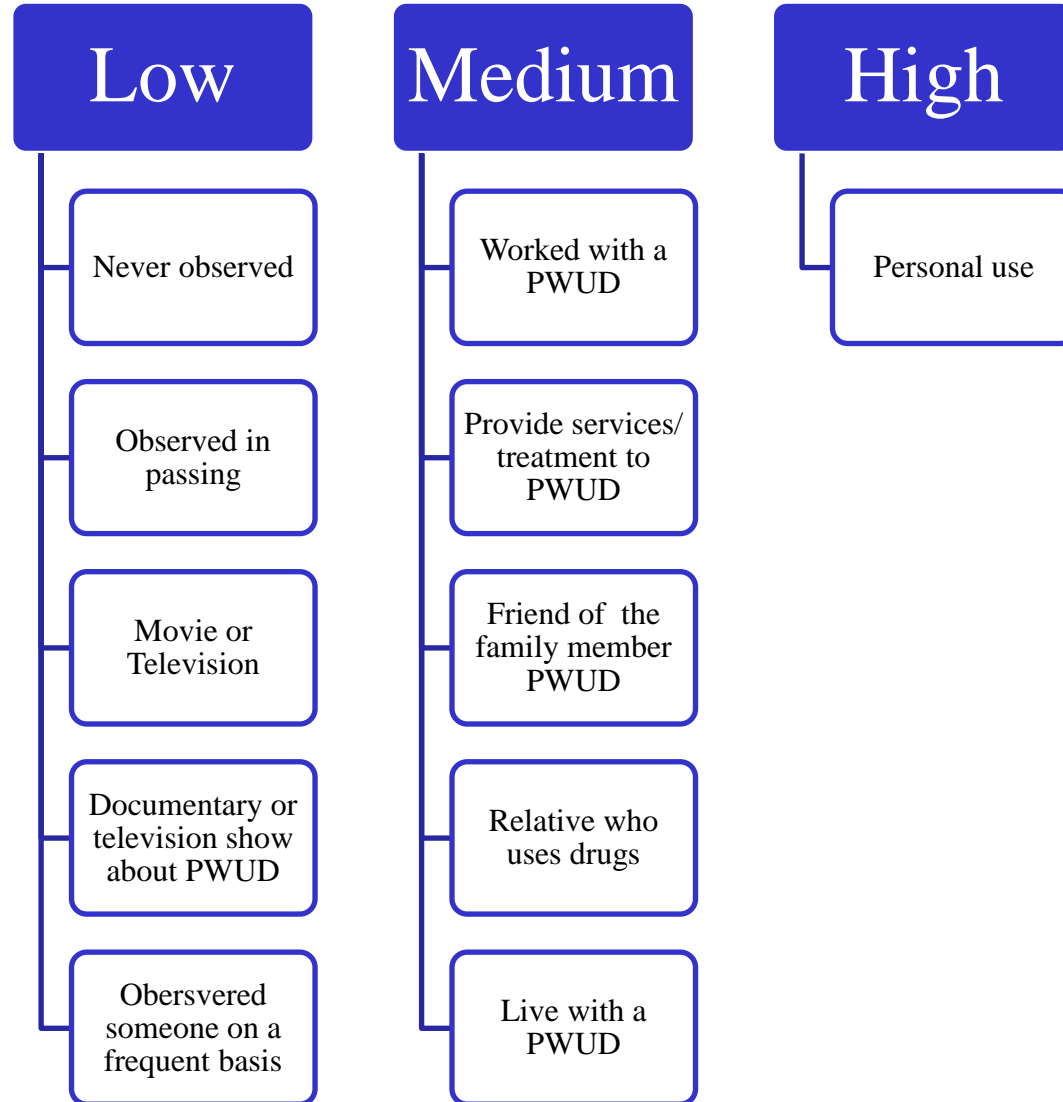 Low
Never observed
Observed in
passing
Movie or
Television
Documentary or
television show
about PWUD
Obersvered
someone on a
frequent basis
Medium
Worked with a
PWUD
Provide services/
treatment to
PWUD
Friend of  the
family member
PWUD
Relative who
uses drugs
Live with a
PWUD
High
Personal use